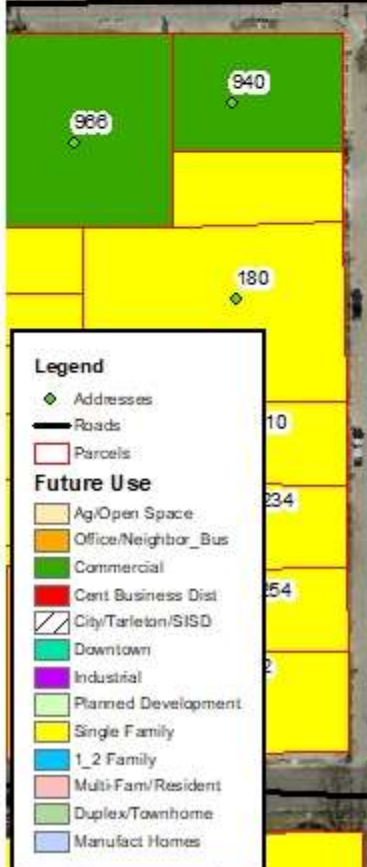 940
966
180
Legend
Addresses
Roads
Parcels
Future Use
Ag/Open Space
Office/Neighbor_Bus
Commercial
Cent Business Dist
City/Tarleton/SISD
Downtown
Industrial
Planned Development
Single Family
1_2 Family
Multi-Fam/Resident
Duplex/Townhome
Manufact Homes
10
234
254
2